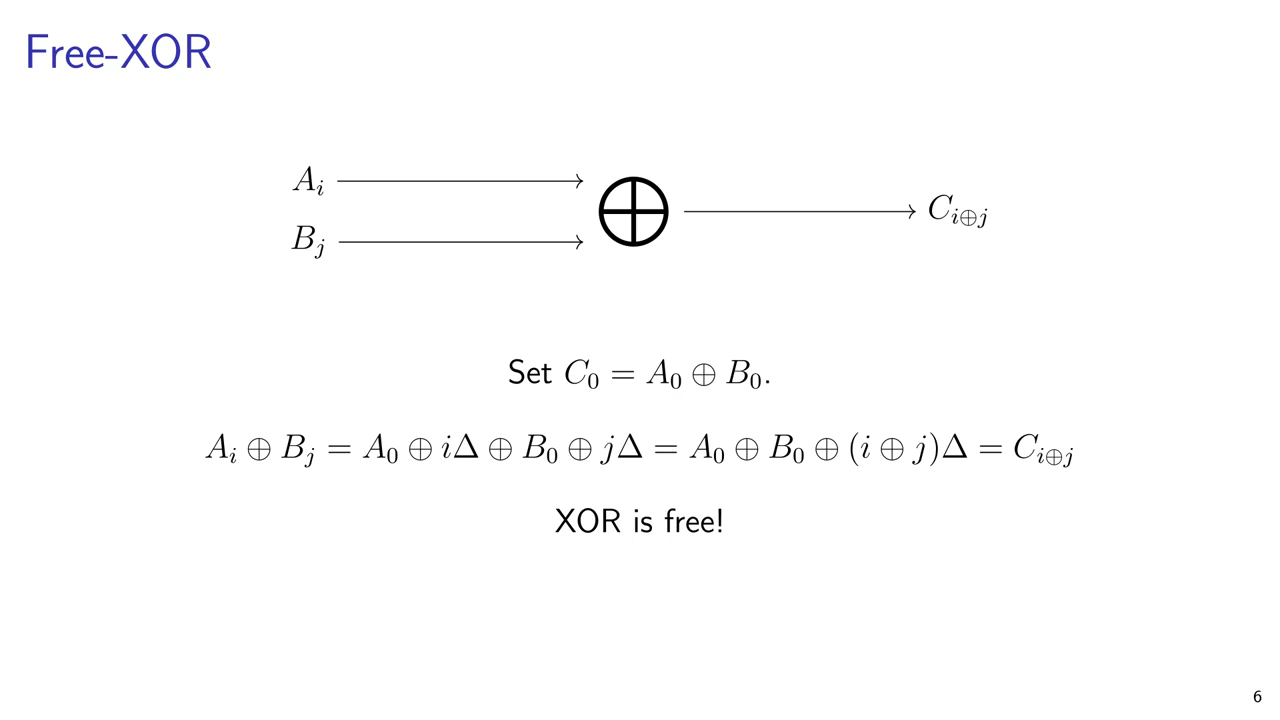 Free-XOR
A_i
B_j
C_{i⊕j}
Set C_0 = A_0 ⊕ B_0.
A_i ⊕ B_j = A_0 ⊕ iΔ ⊕ B_0 ⊕ jΔ = A_0 ⊕ B_0 ⊕ (i ⊕ j)Δ = C_{i⊕j}
XOR is free!
6